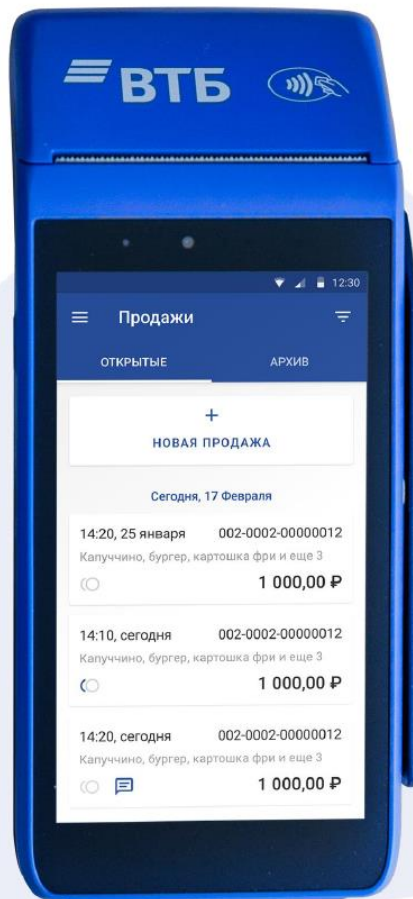 ВТБ
12:30
Продажи
ОТКРЫТЫЕ АРХИВ
+
НОВАЯ ПРОДАЖА
Сегодня, 17 Февраля
14:20, 25 января 002-0002-00000012
Капуччино, бургер, картошка фри и еще 3
1 000,00 ₽
14:10, сегодня 002-0002-00000012
Капуччино, бургер, картошка фри и еще 3
1 000,00 ₽
14:20, сегодня 002-0002-00000012
Капуччино, бургер, картошка фри и еще 3
1 000,00 ₽